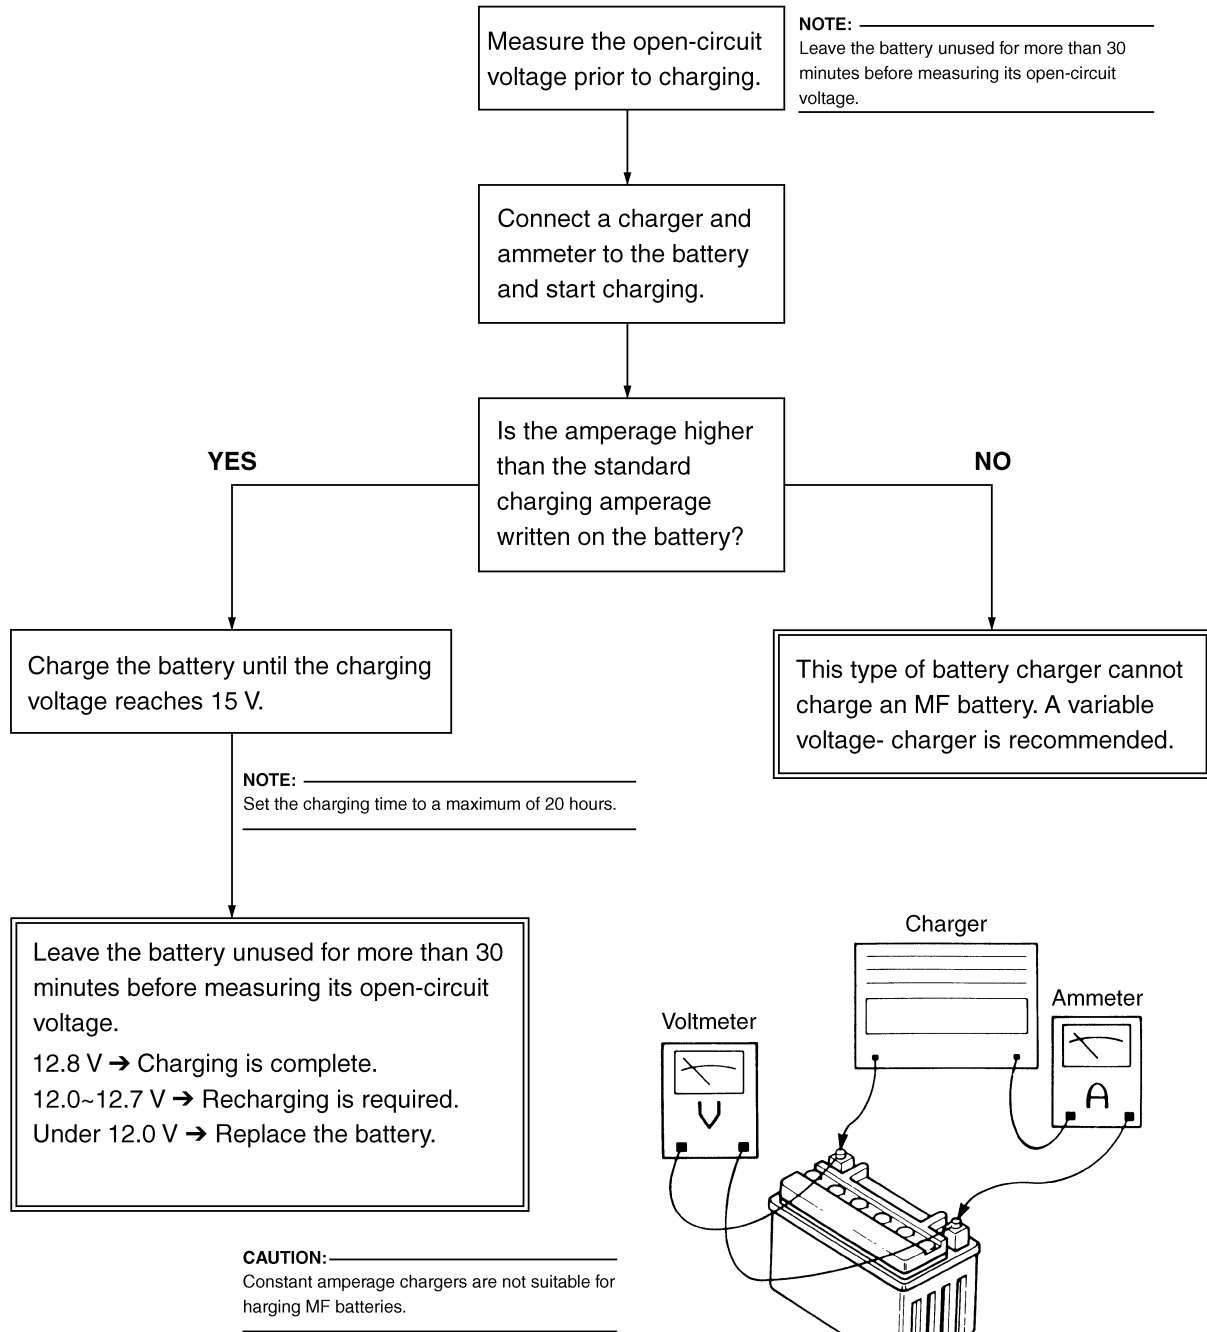 Measure the open-circuit
voltage prior to charging.
NOTE:
Leave the battery unused for more than 30
minutes before measuring its open-circuit
voltage.
Connect a charger and
ammeter to the battery
and start charging.
Is the amperage higher
than the standard
charging amperage
written on the battery?
YES
NO
Charge the battery until the charging
voltage reaches 15 V.
This type of battery charger cannot
charge an MF battery. A variable
voltage- charger is recommended.
NOTE:
Set the charging time to a maximum of 20 hours.
Leave the battery unused for more than 30
minutes before measuring its open-circuit
voltage.
12.8 V ➔ Charging is complete.
12.0~12.7 V ➔ Recharging is required.
Under 12.0 V ➔ Replace the battery.
Charger
Ammeter
Voltmeter
V
A
CAUTION:
Constant amperage chargers are not suitable for
harging MF batteries.